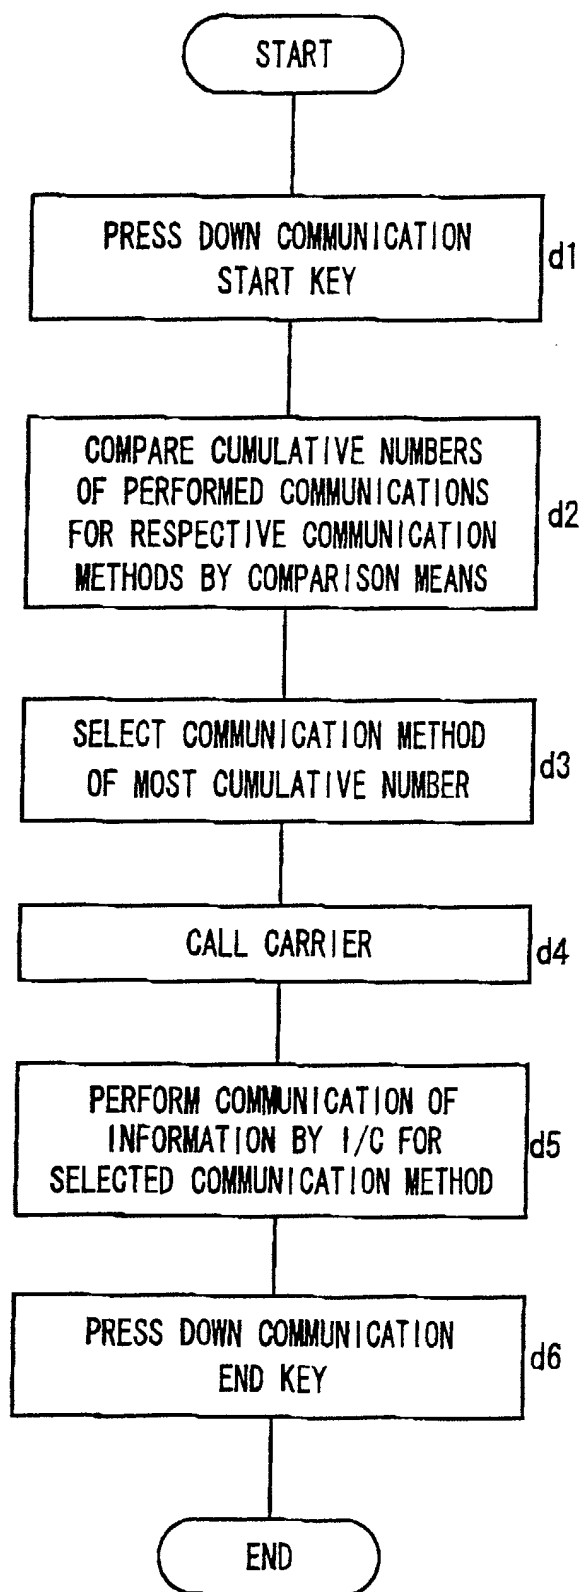 START
PRESS DOWN COMMUNICATION
START KEY
d1
COMPARE CUMULATIVE NUMBERS
OF PERFORMED COMMUNICATIONS
FOR RESPECTIVE COMMUNICATION
METHODS BY COMPARISON MEANS
d2
SELECT COMMUNICATION METHOD
OF MOST CUMULATIVE NUMBER
d3
CALL CARRIER
d4
PERFORM COMMUNICATION OF
INFORMATION BY I/C FOR
SELECTED COMMUNICATION METHOD
d5
PRESS DOWN COMMUNICATION
END KEY
d6
END